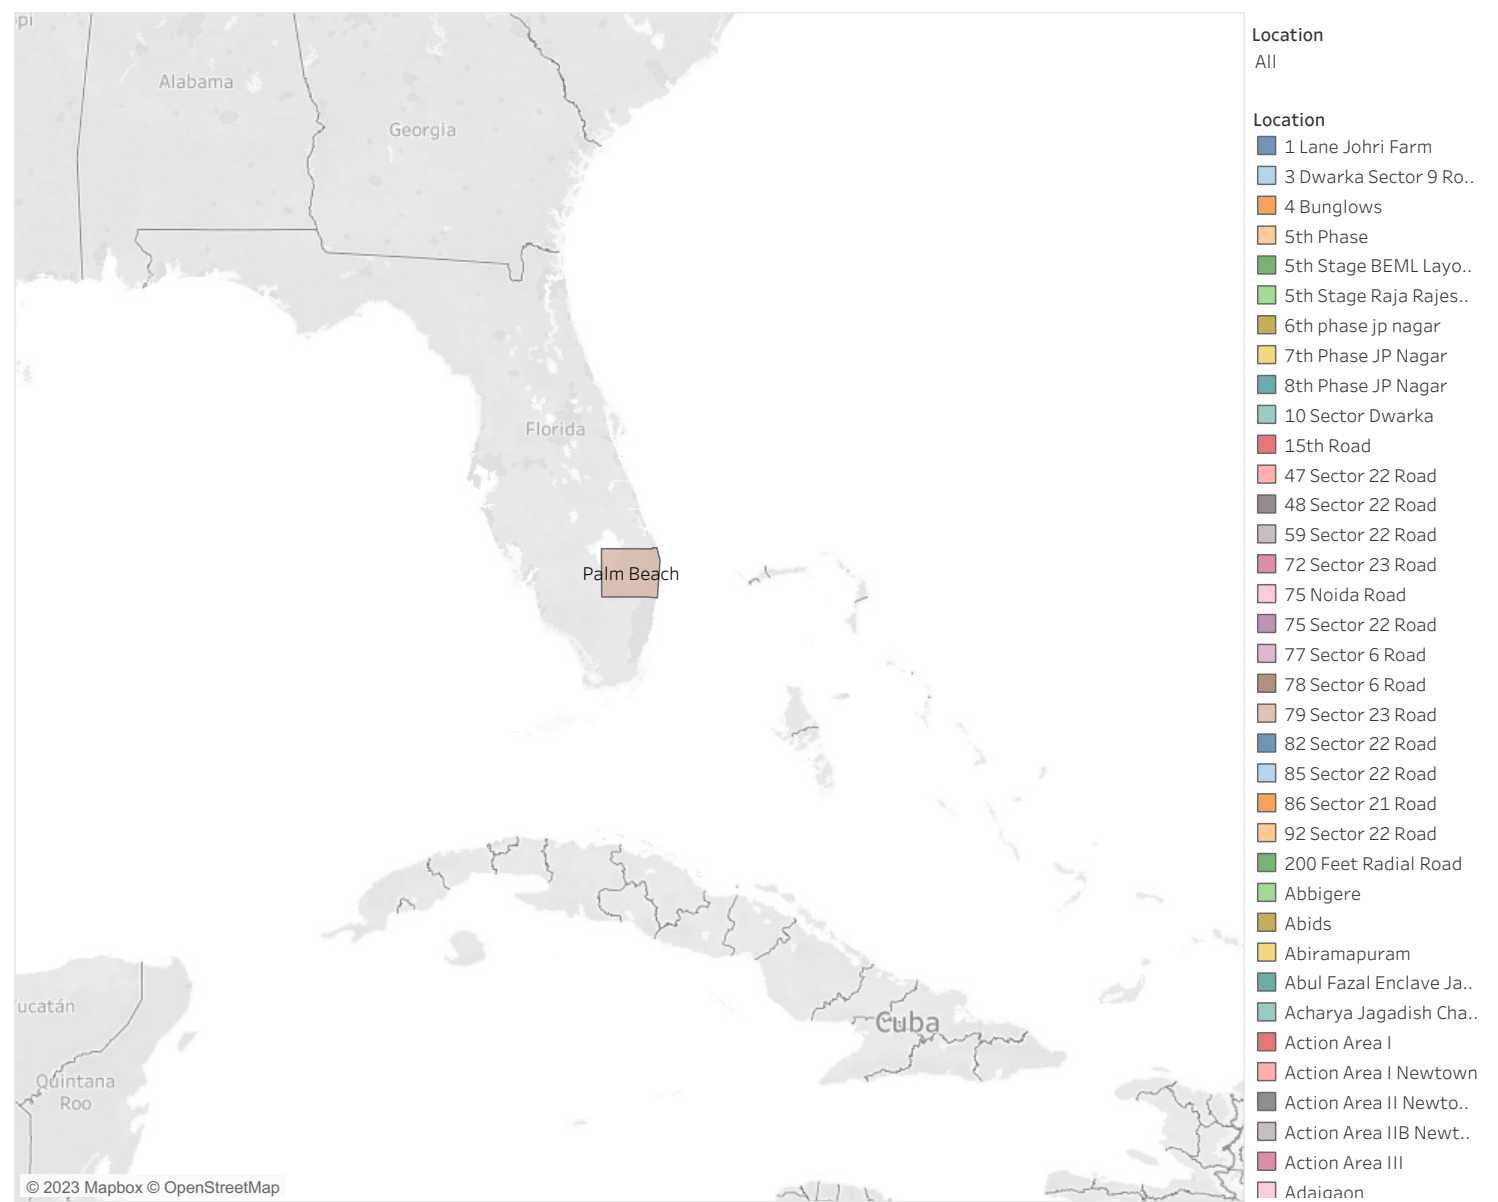 pi
Alabama
Georgia
Florida
Palm Beach
Cuba
ucatán
Quintana
Roo
© 2023 Mapbox © OpenStreetMap
Location
All
Location
1 Lane Johri Farm
3 Dwarka Sector 9 Ro..
4 Bunglows
5th Phase
5th Stage BEML Layo..
5th Stage Raja Rajes..
6th phase jp nagar
7th Phase JP Nagar
8th Phase JP Nagar
10 Sector Dwarka
15th Road
47 Sector 22 Road
48 Sector 22 Road
59 Sector 22 Road
72 Sector 23 Road
75 Noida Road
75 Sector 22 Road
77 Sector 6 Road
78 Sector 6 Road
79 Sector 23 Road
82 Sector 22 Road
85 Sector 22 Road
86 Sector 21 Road
92 Sector 22 Road
200 Feet Radial Road
Abbigere
Abids
Abiramapuram
Abul Fazal Enclave Ja..
Acharya Jagadish Cha..
Action Area I
Action Area I Newtown
Action Area II Newto..
Action Area IIB Newt..
Action Area III
Adaigaon